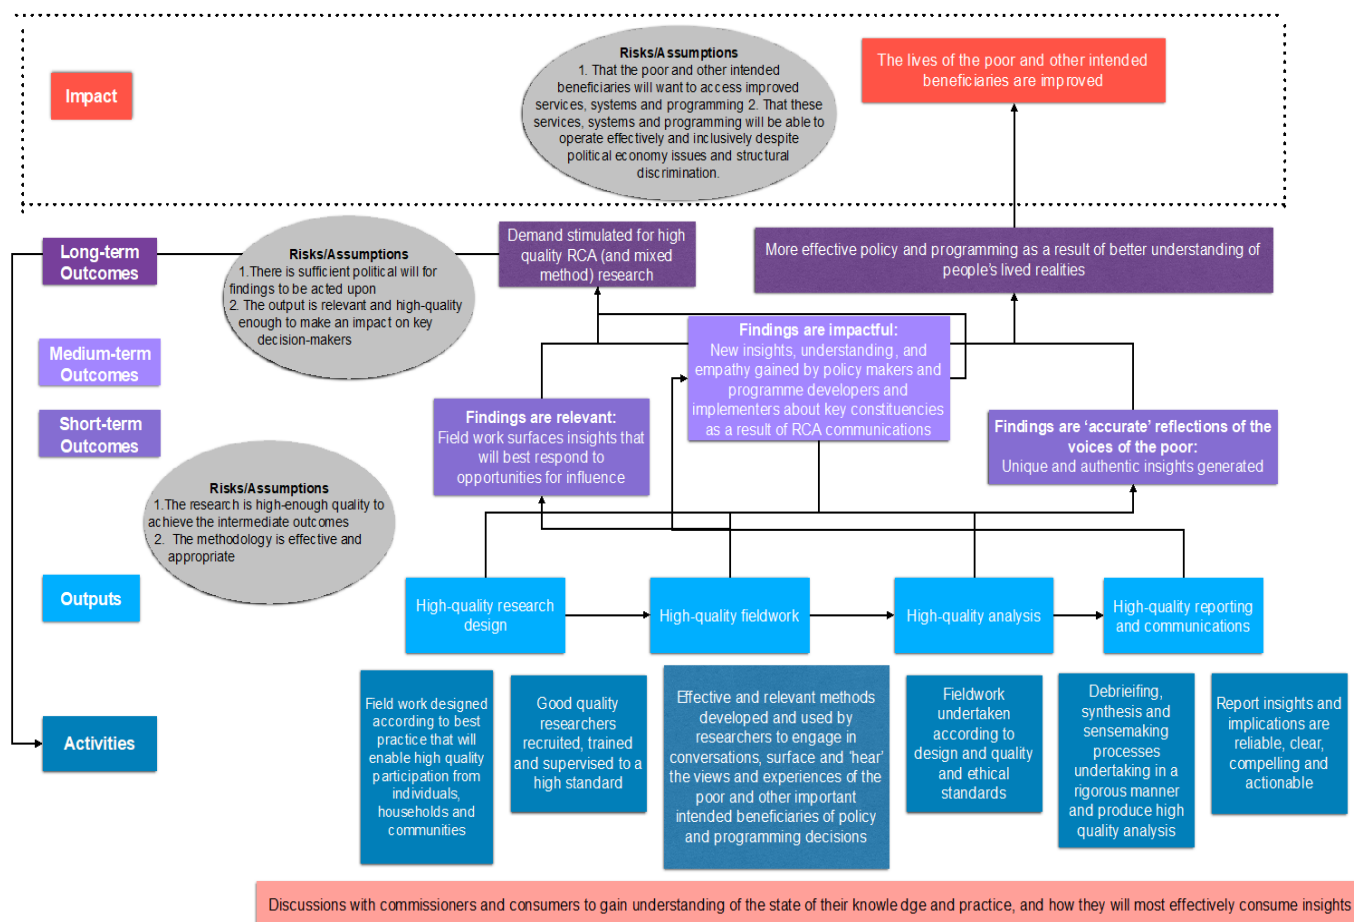 Impact
Risks/Assumptions
1. That the poor and other intended
beneficiaries will want to access improved
services, systems and programming 2. That these
services, systems and programming will be able to
operate effectively and inclusively despite
political economy issues and structural
discrimination.
The lives of the poor and other intended
beneficiaries are improved
Long-term
Outcomes
Risks/Assumptions
1.There is sufficient political will for
findings to be acted upon
2. The output is relevant and high-quality
enough to make an impact on key
decision-makers
Demand stimulated for high
quality RCA (and mixed
method) research
More effective policy and programming as a result of better understanding of
people's lived realities
Medium-term
Outcomes
Findings are impactful:
New insights, understanding, and
empathy gained by policy makers and
programme developers and
implementers about key constituencies
as a result of RCA communications
Short-term
Outcomes
Findings are relevant:
Field work surfaces insights that
will best respond to
opportunities for influence
Findings are ‘accurate’ reflections of the
voices of the poor:
Unique and authentic insights generated
Risks/Assumptions
1.The research is high-enough quality to
achieve the intermediate outcomes
2. The methodology is effective and
appropriate
Outputs
High-quality research
design
High-quality fieldwork
High-quality analysis
High-quality reporting
and communications
Activities
Field work designed
according to best
practice that will
enable high quality
participation from
individuals,
households and
communities
Good quality
researchers
recruited, trained
and supervised to a
high standard
Effective and relevant methods
developed and used by
researchers to engage in
conversations, surface and ‘hear’
the views and experiences of the
poor and other important
intended beneficiaries of policy
and programming decisions
Fieldwork
undertaken
according to
design and quality
and ethical
standards
Debrieifing,
synthesis and
sensemaking
processes
undertaking in a
rigorous manner
and produce high
quality analysis
Report insights and
implications are
reliable, clear,
compelling and
actionable
Discussions with commissioners and consumers to gain understanding of the state of their knowle dge and practice, and how they will most effectively consume insights